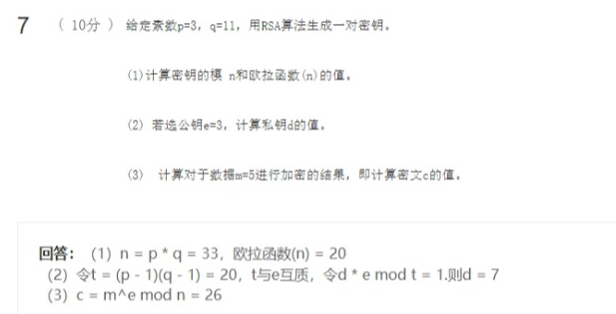 7 （ 10分 ） 给定素数p=3，q=11，用RSA算法生成一对密钥。
(1)计算密钥的模 n和欧拉函数(n)的值。
(2) 若选公钥e=3，计算私钥d的值。
(3) 计算对于数据m=5进行加密的结果，即计算密文c的值。
回答： (1) n = p * q = 33，欧拉函数(n) = 20
(2) 令t = (p - 1)(q - 1) = 20，t与e互质，令d * e mod t = 1.则d = 7
(3) c = m^e mod n = 26